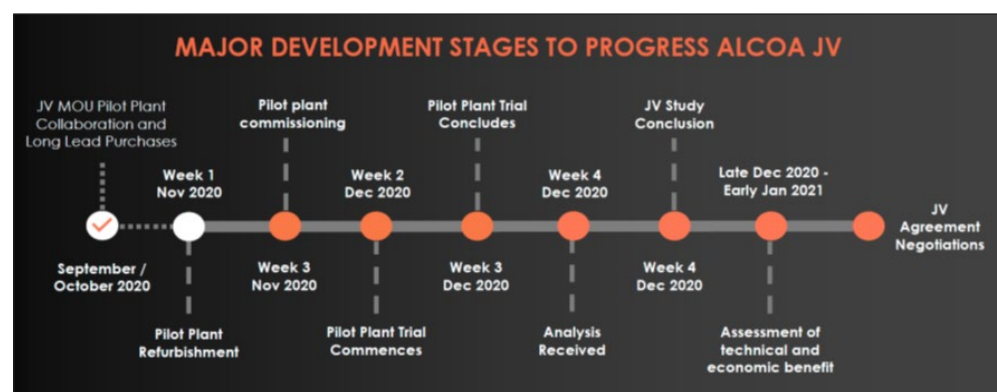 MAJOR DEVELOPMENT STAGES TO PROGRESS ALCOA JV
JV MOU Pilot Plant
Collaboration and
Long Lead Purchases
September /
October 2020
Week 1
Nov 2020
Pilot Plant
Refurbishment
Pilot plant
commissioning
Week 3
Nov 2020
Week 2
Dec 2020
Pilot Plant Trial
Commences
Pilot Plant Trial
Concludes
Week 3
Dec 2020
Week 4
Dec 2020
Analysis
Received
JV Study
Conclusion
Week 4
Dec 2020
Late Dec 2020 -
Early Jan 2021
Assessment of
technical and
economic benefit
JV
Agreement
Negotiations